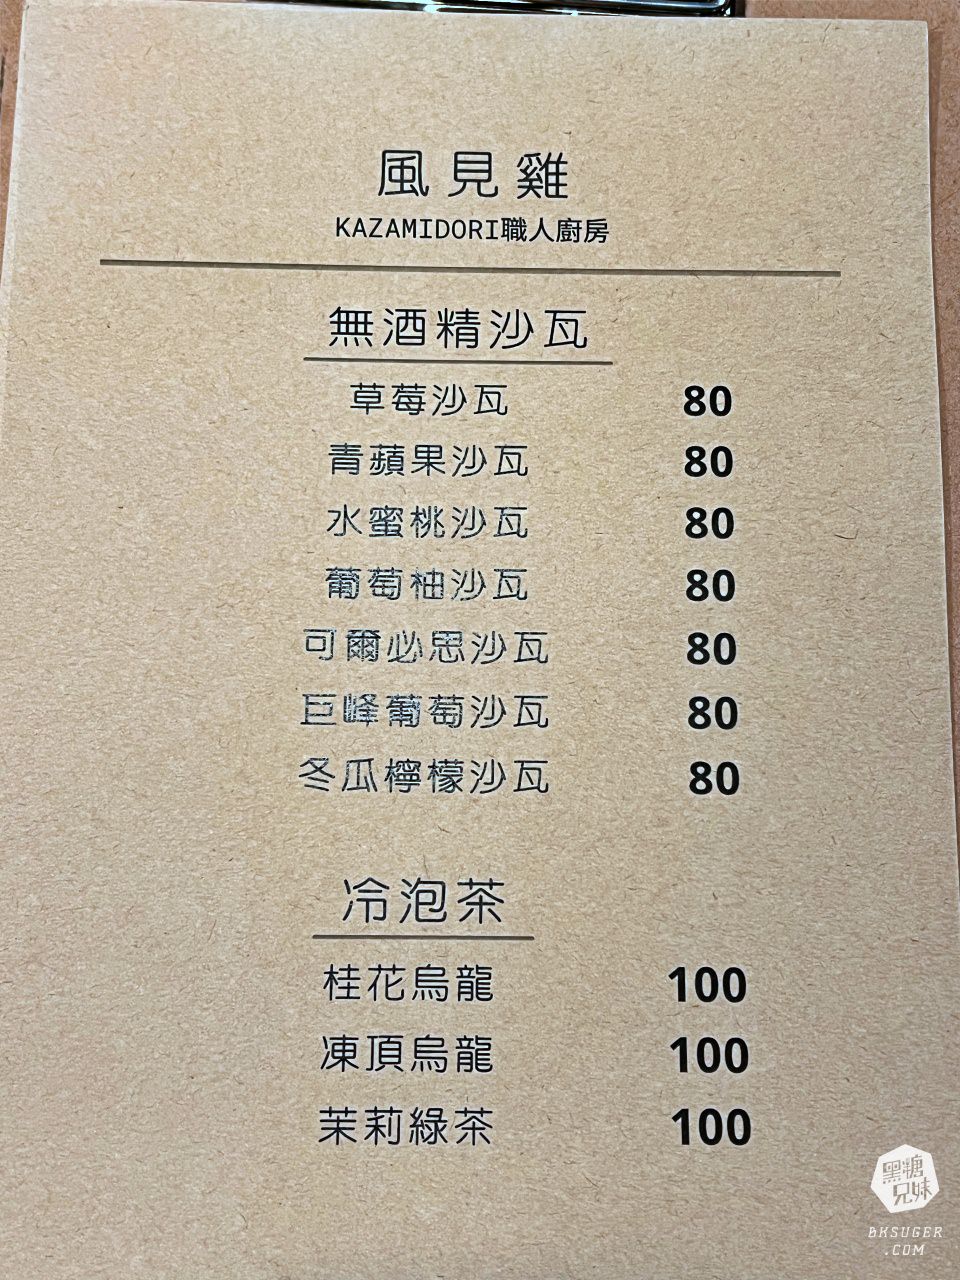 風見雞
KAZAMIDORI職人廚房
無酒精沙瓦
草莓沙瓦 80
青蘋果沙瓦 80
水蜜桃沙瓦 80
葡萄柚沙瓦 80
可爾必思沙瓦 80
巨峰葡萄沙瓦 80
冬瓜檸檬沙瓦 80
冷泡茶
桂花烏龍 100
凍頂烏龍 100
茉莉綠茶 100
黑糖
兄妹
BKSUGER
.COM